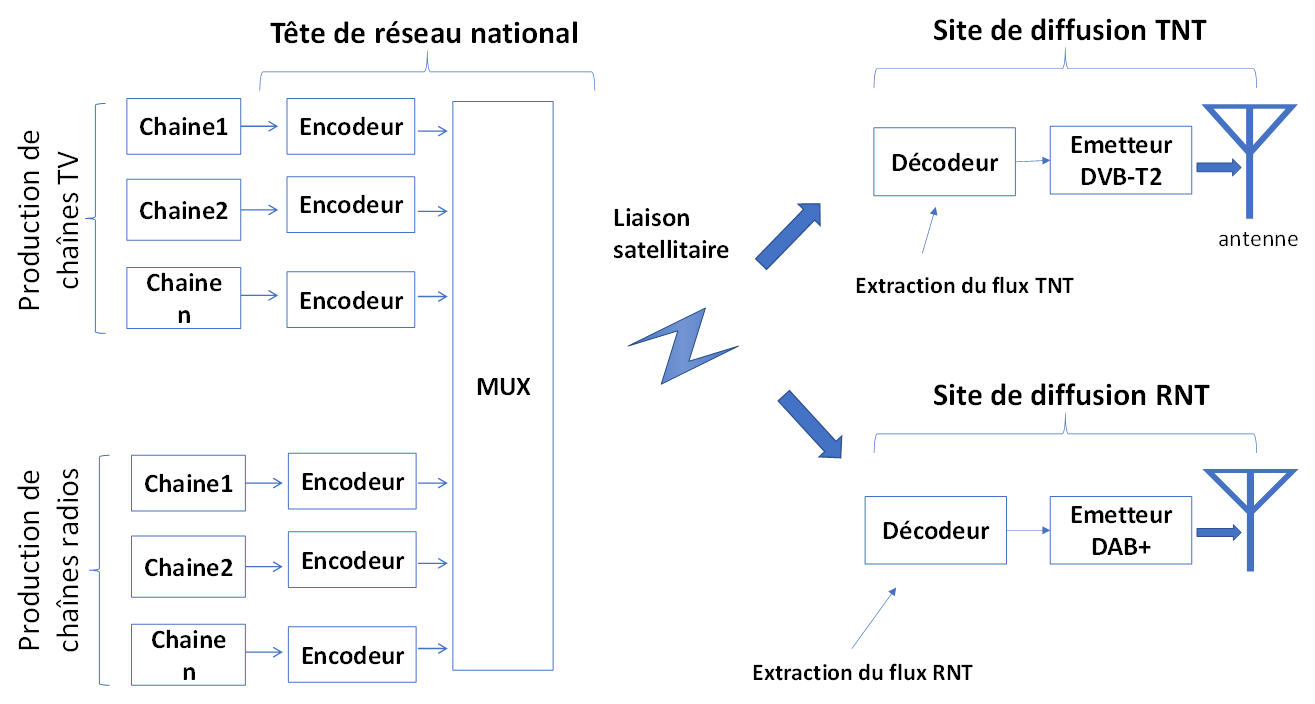 Tête de réseau national
Production de
chaînes TV
Chaine1
Encodeur
Chaine2
Encodeur
Chaine
n
Encodeur
MUX
Production de
chaînes radios
Chaine1
Encodeur
Chaine2
Encodeur
Chaine
n
Encodeur
Liaison
satellitaire
Site de diffusion TNT
Décodeur
Emetteur
DVB-T2
antenne
Extraction du flux TNT
Site de diffusion RNT
Décodeur
Emetteur
DAB+
Extraction du flux RNT